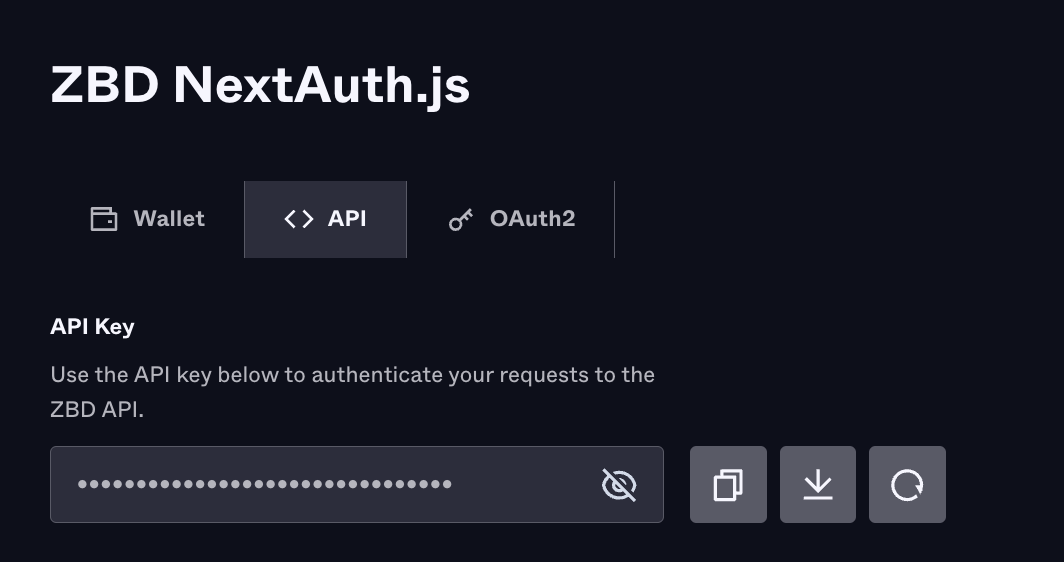 ZBD NextAuth.js
Wallet
API
OAuth2
API Key
Use the API key below to authenticate your requests to the
ZBD API.